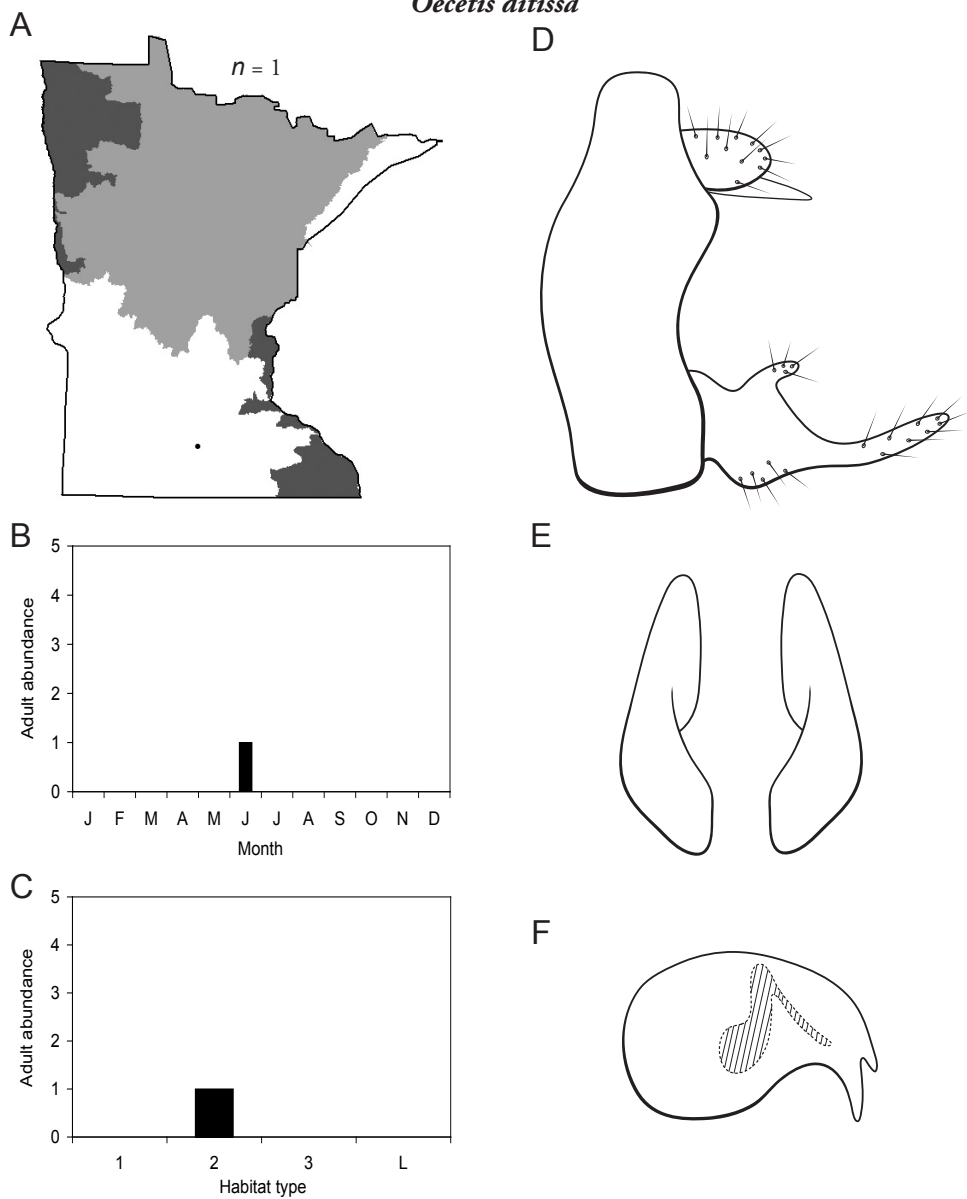 Oecetis ditissa
A
n = 1
B
5
4
3
2
1
0
Adult abundance
J F M A M J J A S O N D
Month
C
5
4
3
2
1
0
Adult abundance
1 2 3 L
Habitat type
D
E
F